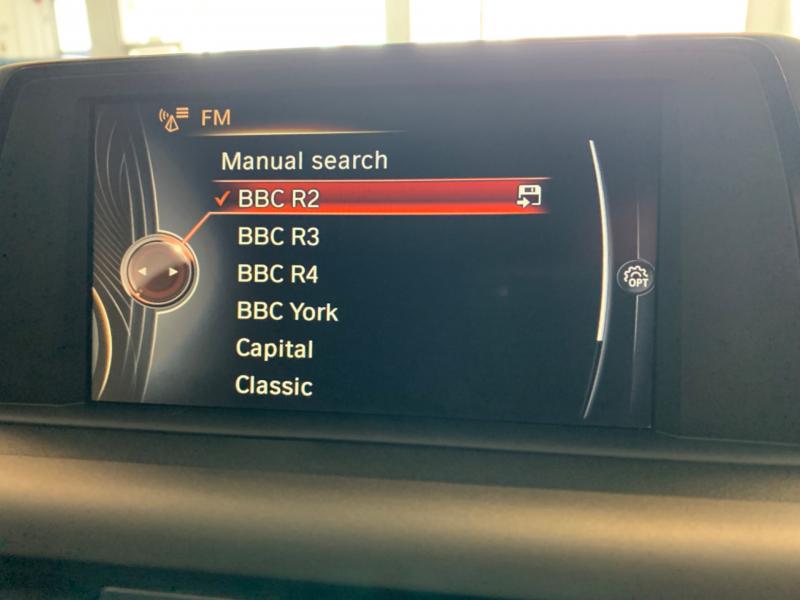 FM
Manual search
BBC R2
BBC R3
BBC R4
BBC York
Capital
Classic
OPT